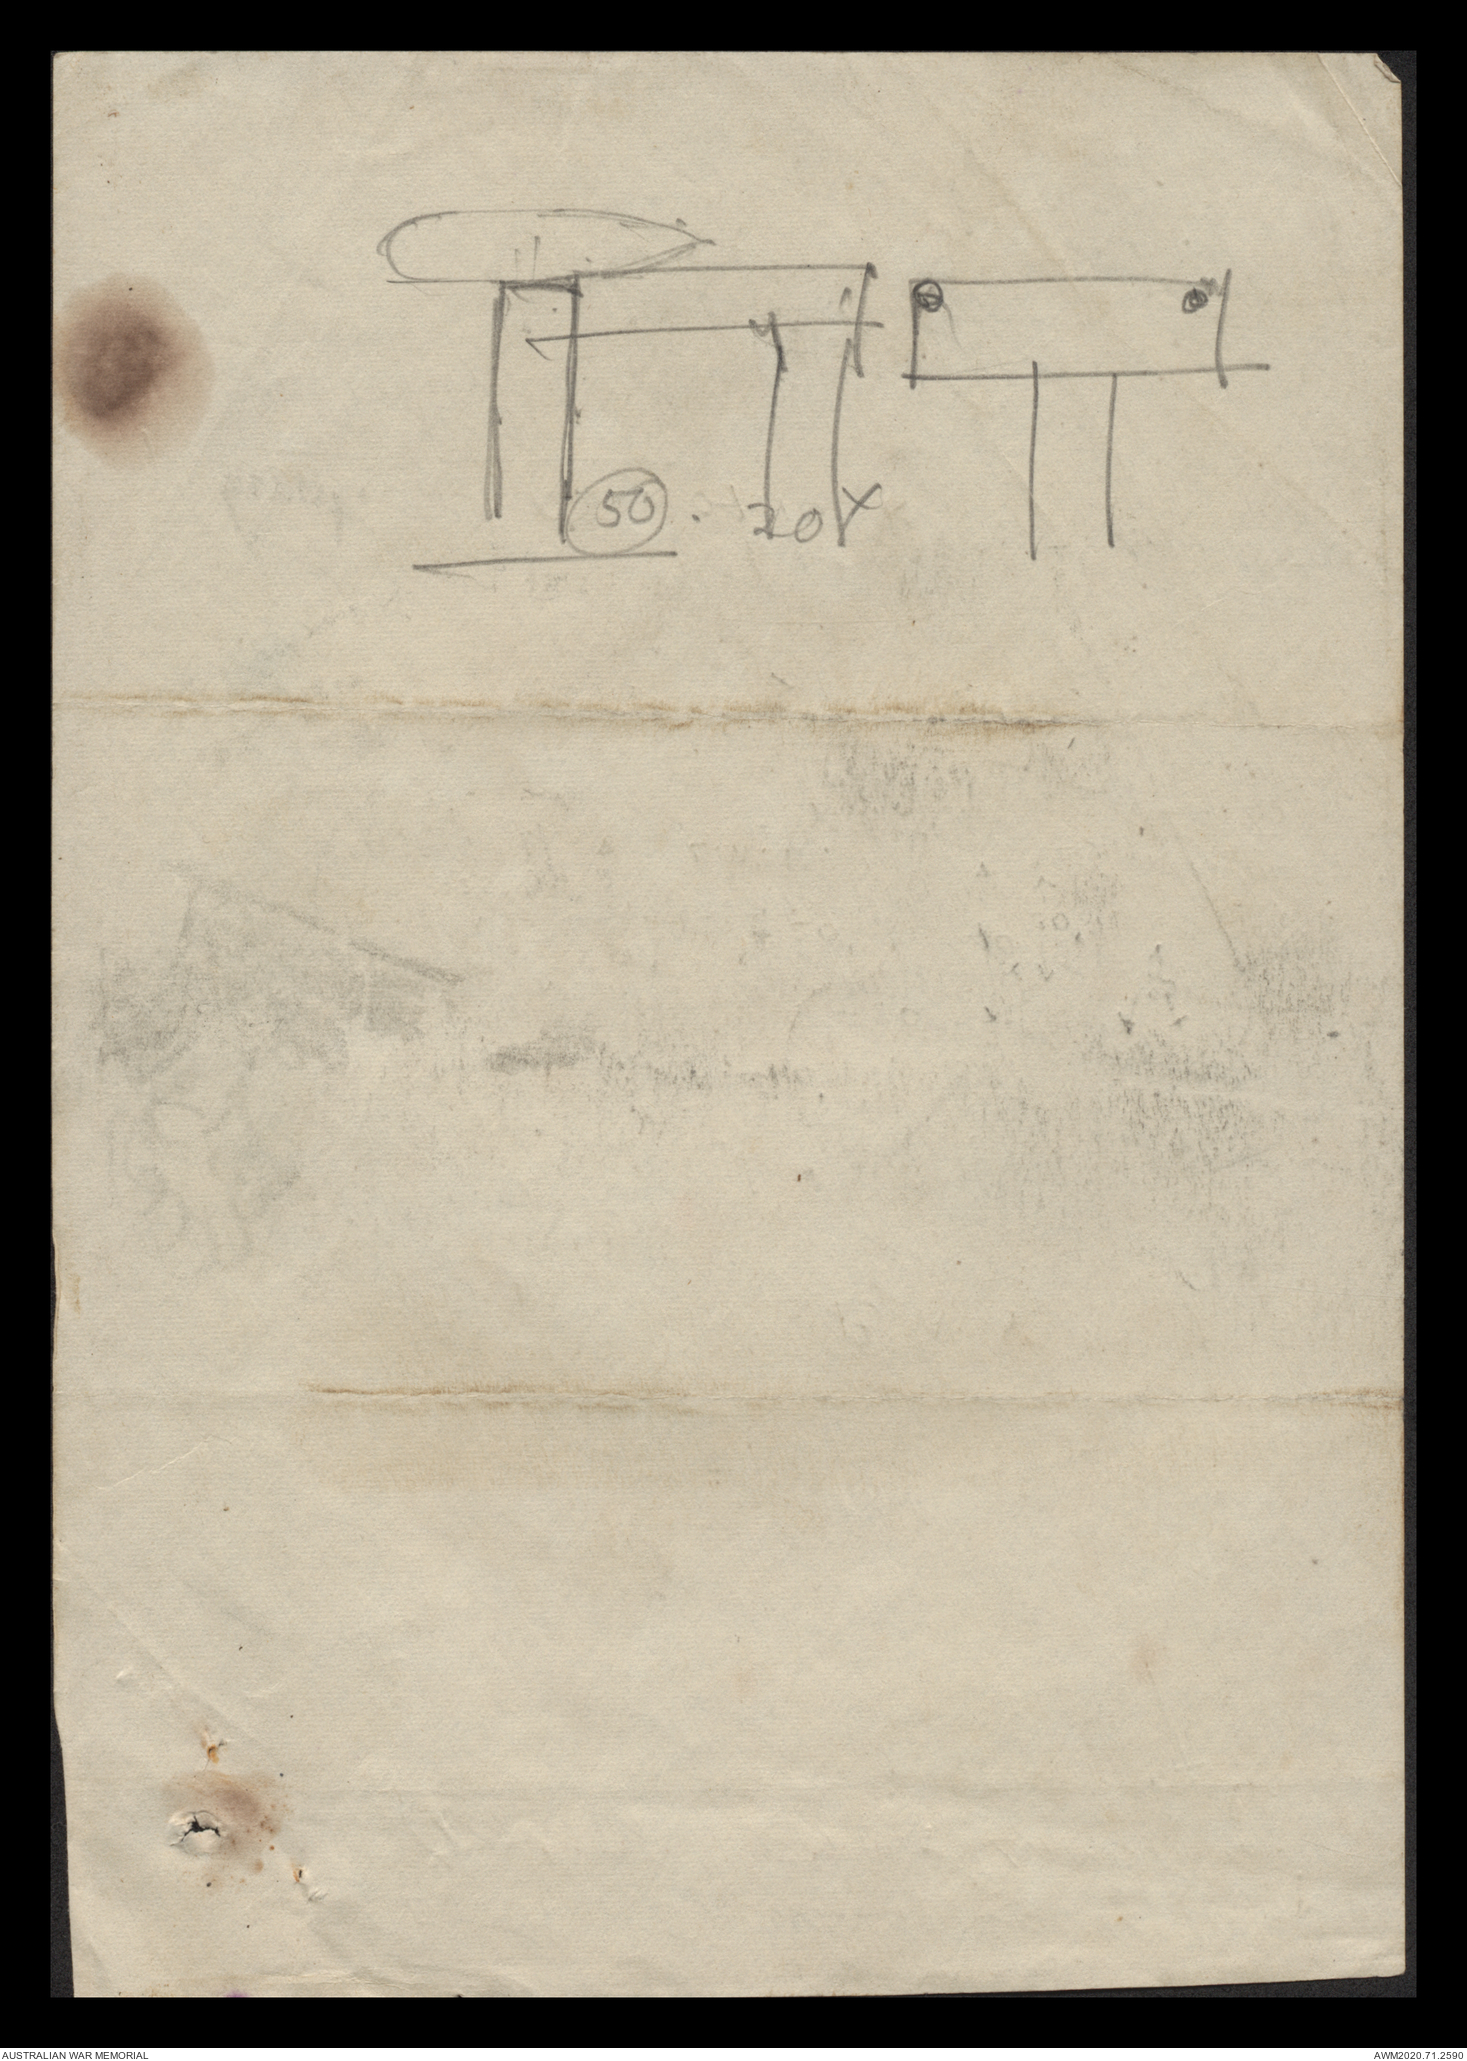 50 . 20 X
AUSTRALIAN WAR MEMORIAL
AWM2020.71.2590